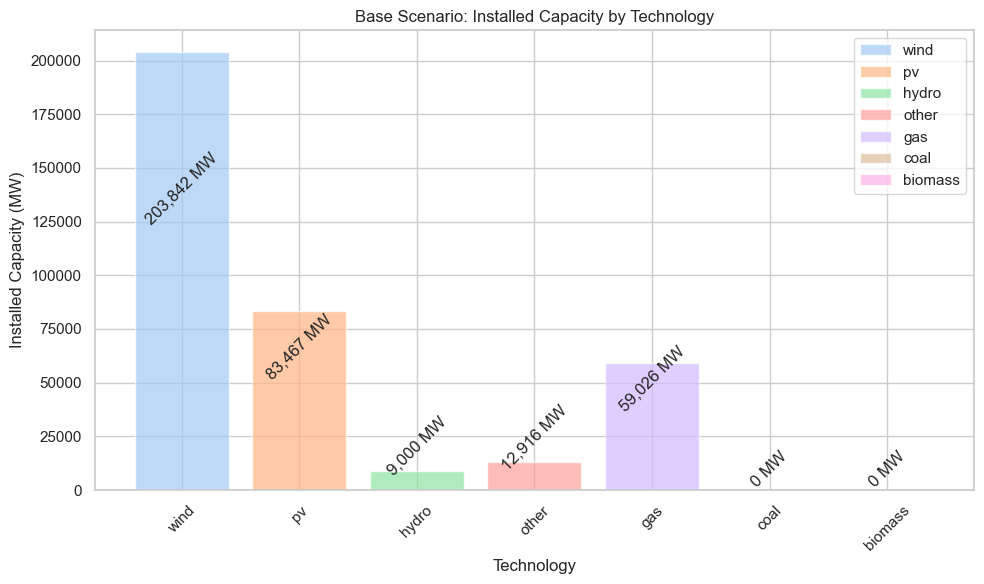 Base Scenario: Installed Capacity by Technology
Installed Capacity (MW)
200000
175000
150000
125000
100000
75000
50000
25000
0
203,842 MW
83,467 MW
9,000 MW
12,916 MW
59,026 MW
0 MW
0 MW
wind
pv
hydro
other
gas
coal
biomass
wind
pv
hydro
other
gas
coal
biomass
Technology